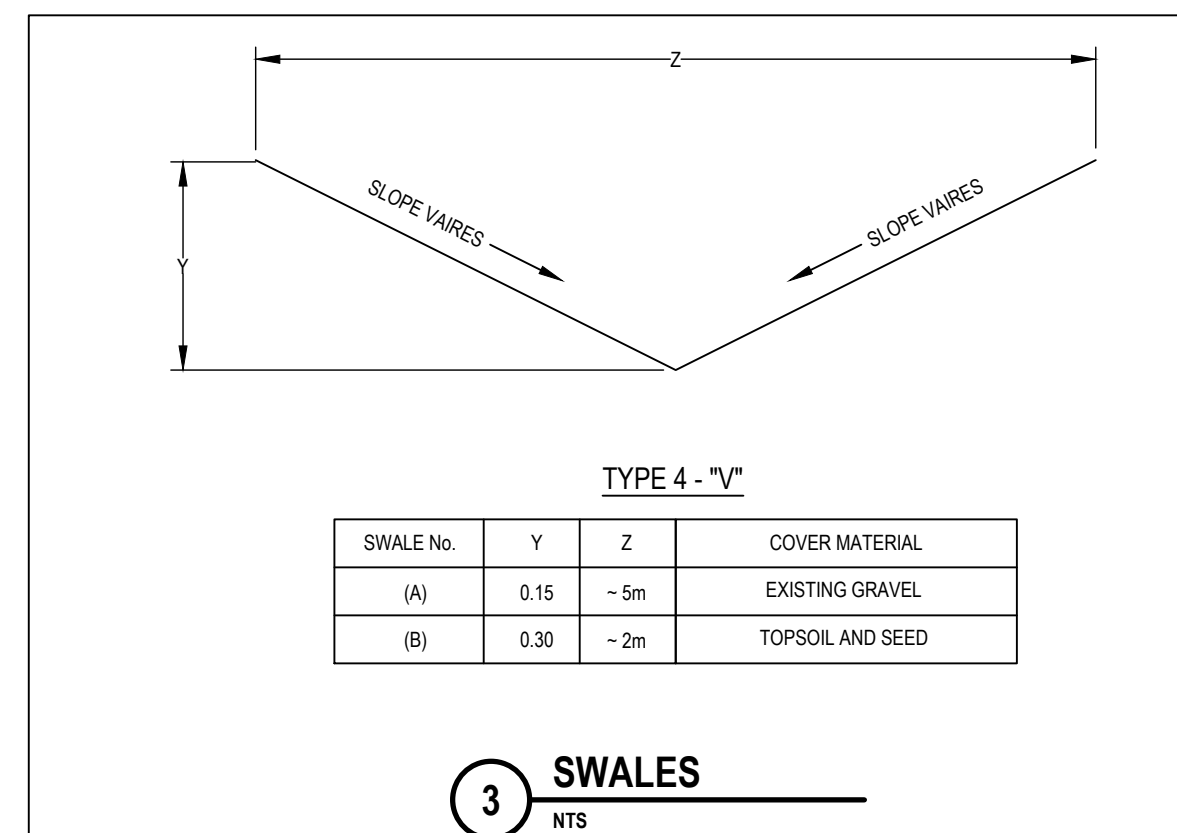 Z
SLOPE VAIRES
SLOPE VAIRES
Y
TYPE 4 - "V"
SWALE No. Y Z COVER MATERIAL
(A) 0.15 ~ 5m EXISTING GRAVEL
(B) 0.30 ~ 2m TOPSOIL AND SEED
3 SWALES
NTS